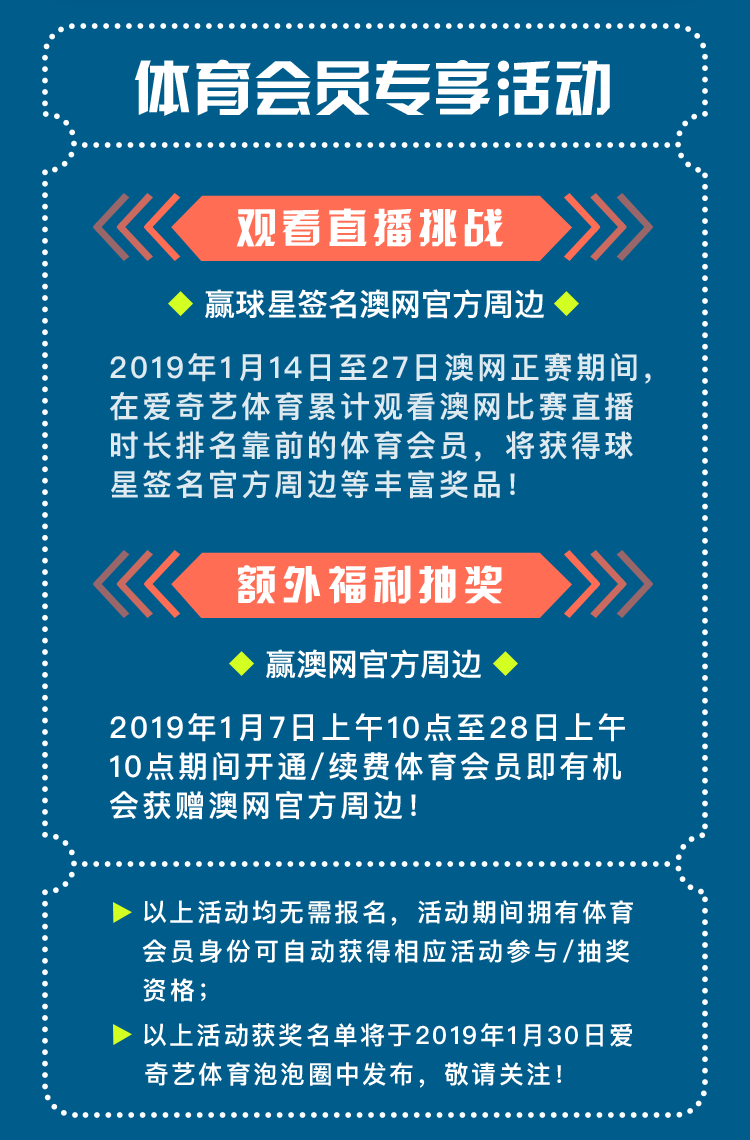 体育会员专享活动
观看直播挑战
赢球星签名澳网官方周边
2019年1月14日至27日澳网正赛期间，
在爱奇艺体育累计观看澳网比赛直播
时长排名靠前的体育会员，将获得球
星签名官方周边等丰富奖品！
额外福利抽奖
赢澳网官方周边
2019年1月7日上午10点至28日上午
10点期间开通/续费体育会员即有机
会获赠澳网官方周边！
以上活动均无需报名，活动期间拥有体育
会员身份可自动获得相应活动参与/抽奖
资格；
以上活动获奖名单将于2019年1月30日爱
奇艺体育泡泡圈中发布，敬请关注！